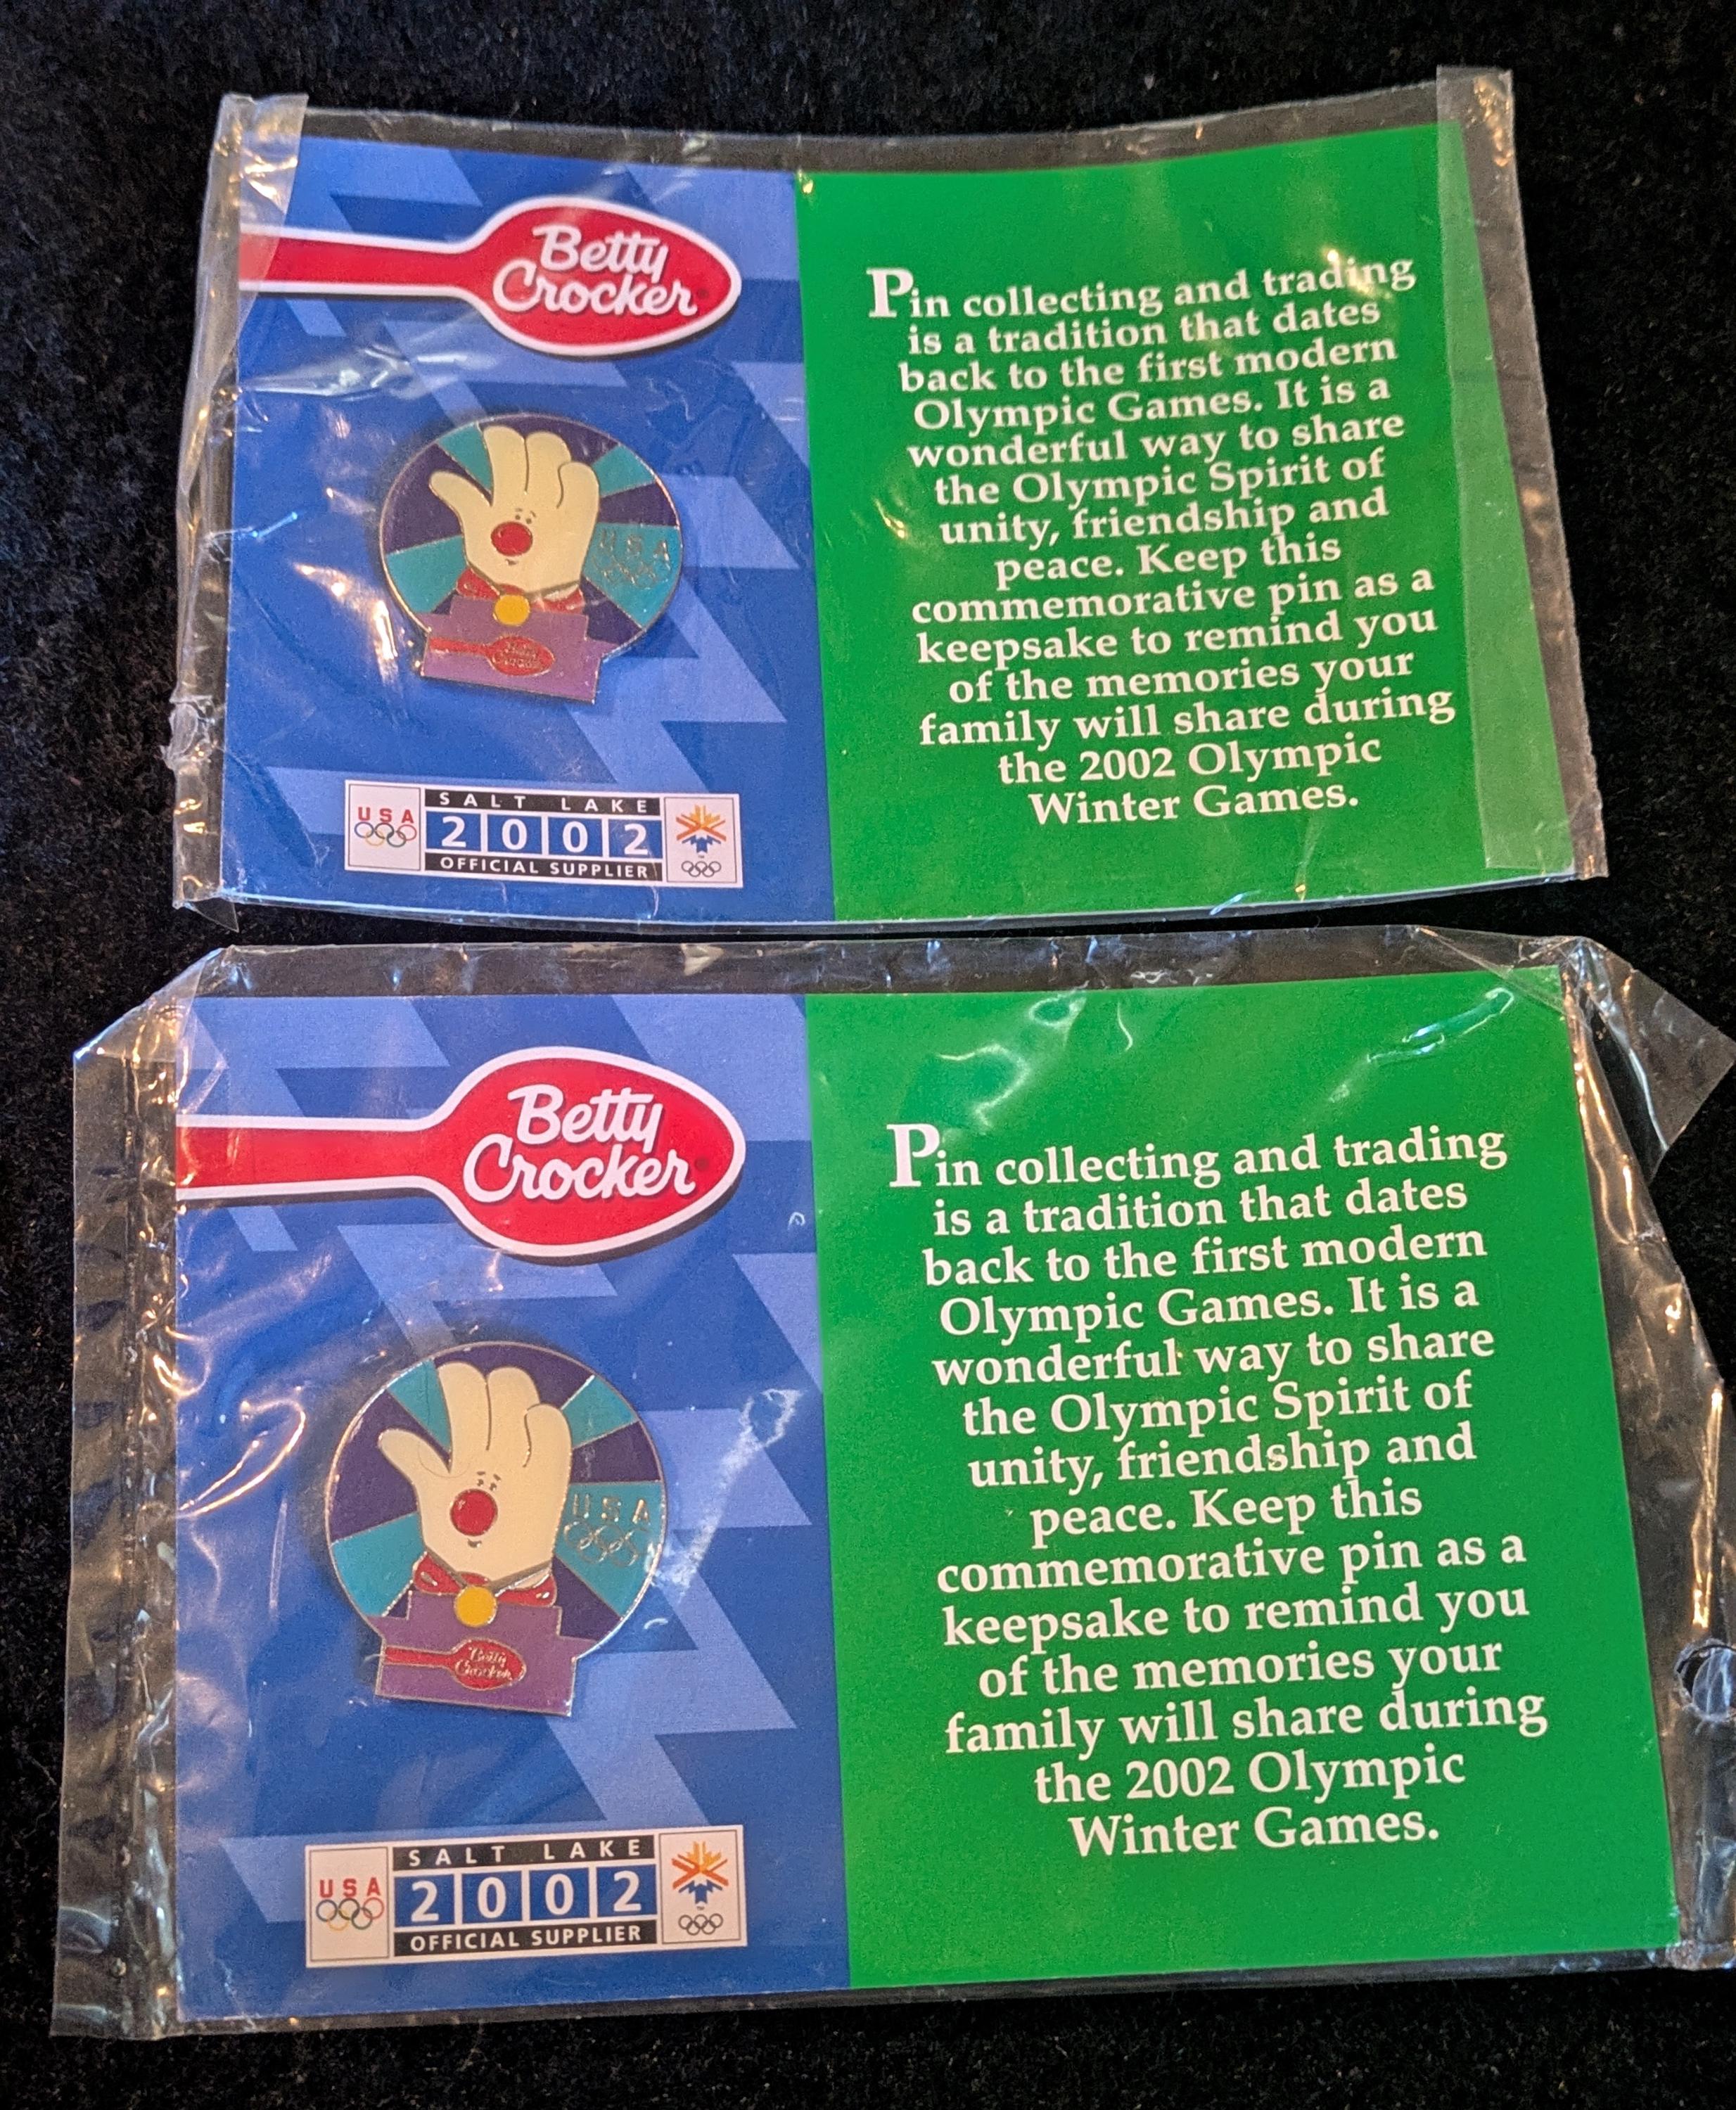 Betty
Crocker
USA
Betty
Crocker
USA
SALT LAKE
2002
OFFICIAL SUPPLIER
Pin collecting and trading
is a tradition that dates
back to the first modern
Olympic Games. It is a
wonderful way to share
the Olympic Spirit of
unity, friendship and
peace. Keep this
commemorative pin as a
keepsake to remind you
of the memories your
family will share during
the 2002 Olympic
Winter Games.
Betty
Crocker
USA
Betty
Crocker
USA
SALT LAKE
2002
OFFICIAL SUPPLIER
Pin collecting and trading
is a tradition that dates
back to the first modern
Olympic Games. It is a
wonderful way to share
the Olympic Spirit of
unity, friendship and
peace. Keep this
commemorative pin as a
keepsake to remind you
of the memories your
family will share during
the 2002 Olympic
Winter Games.